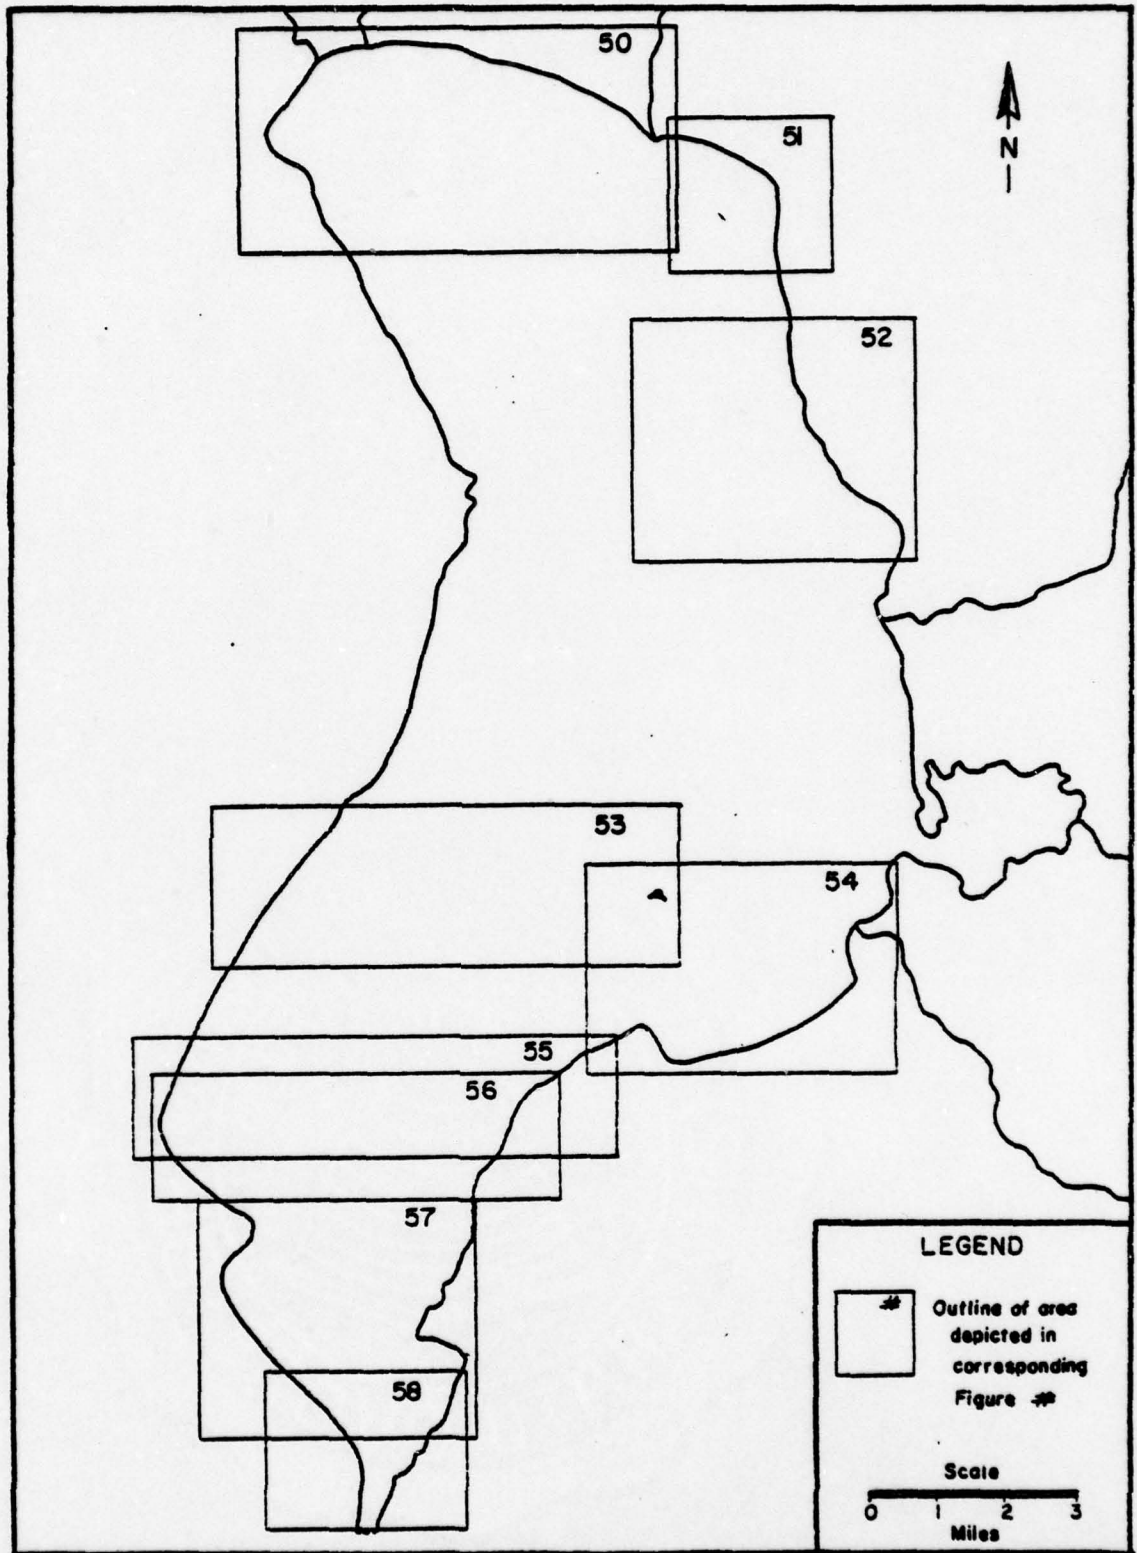 50
51
N
52
53
54
55
56
57
58
LEGEND
# Outline of area
depicted in
corresponding
Figure #
Scale
0 1 2 3
Miles